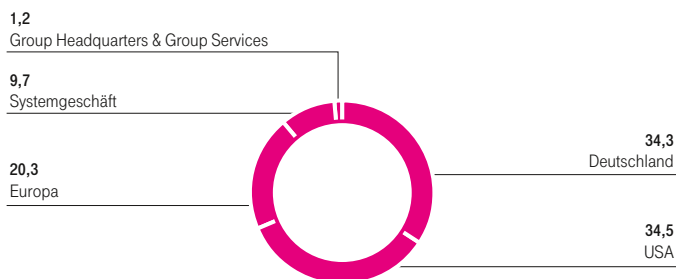 1,2
Group Headquarters & Group Services
9,7
Systemgeschäft
20,3
Europa
34,3
Deutschland
34,5
USA